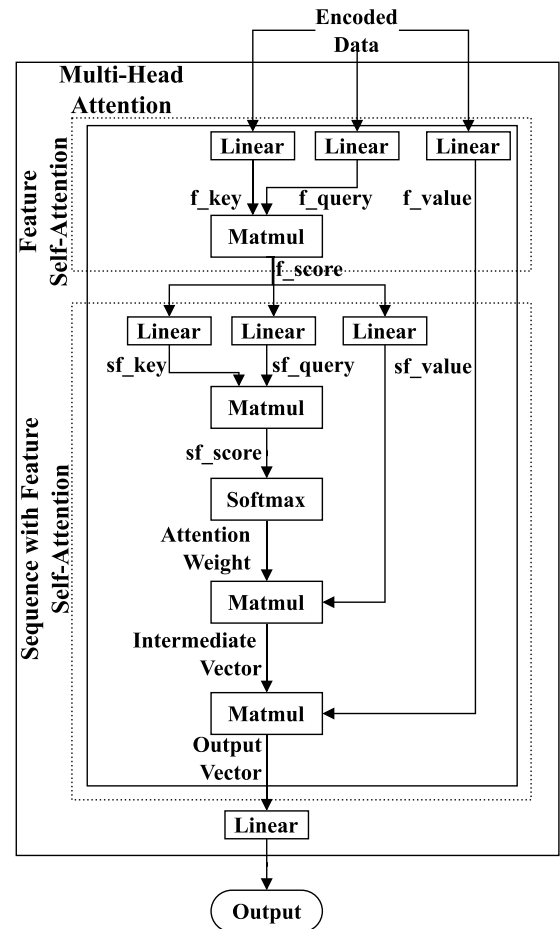 Encoded
Data
Multi-Head
Attention
Feature
Self-Attention
Linear
Linear
Linear
f_key
f_query
f_value
Matmul
f_score
Sequence with Feature
Self-Attention
Linear
Linear
Linear
sf_key
sf_query
sf_value
Matmul
sf_score
Softmax
Attention
Weight
Matmul
Intermediate
Vector
Matmul
Output
Vector
Linear
Output